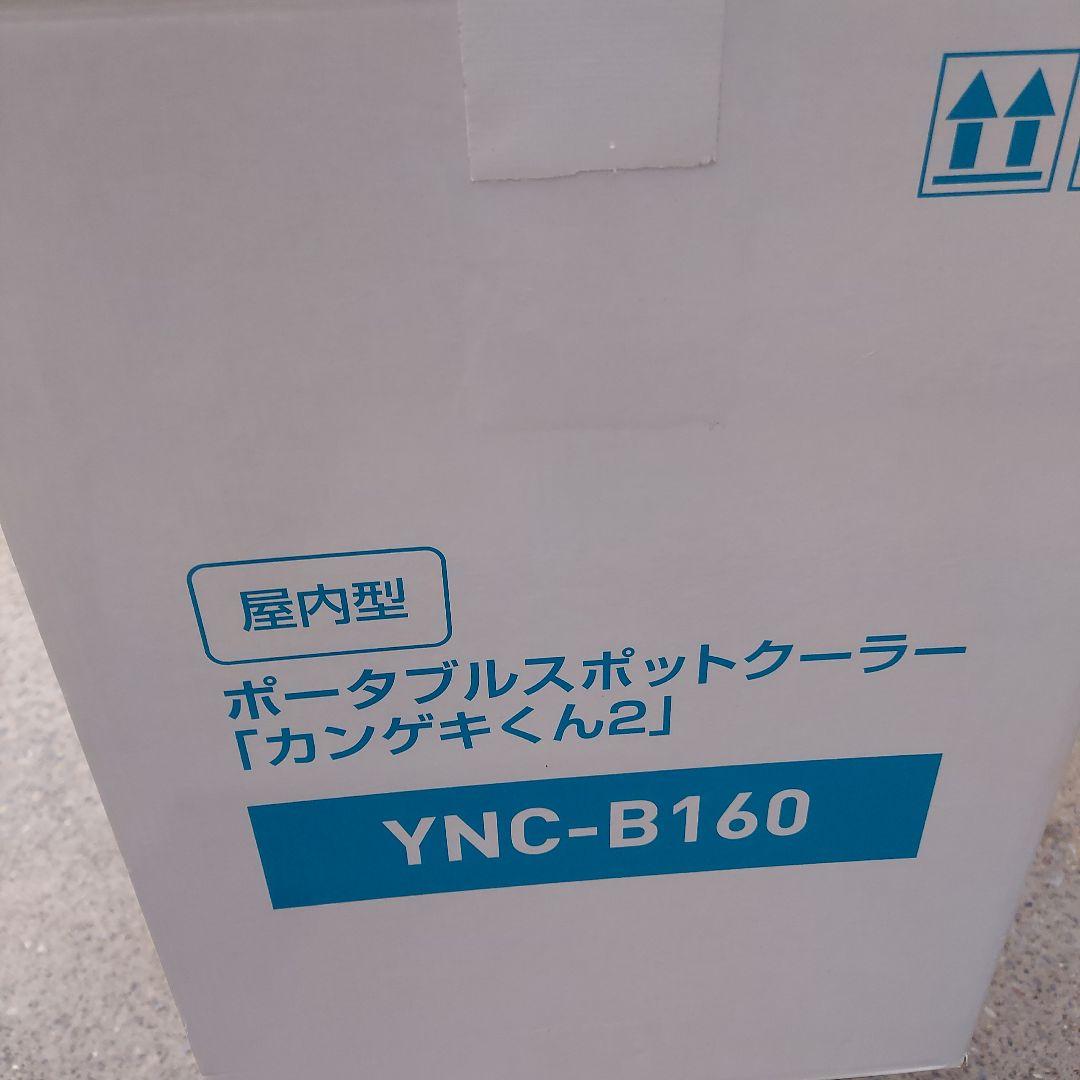 屋内型
ポータブルスポットクーラー
「カンゲキくん2」
YNC-B160